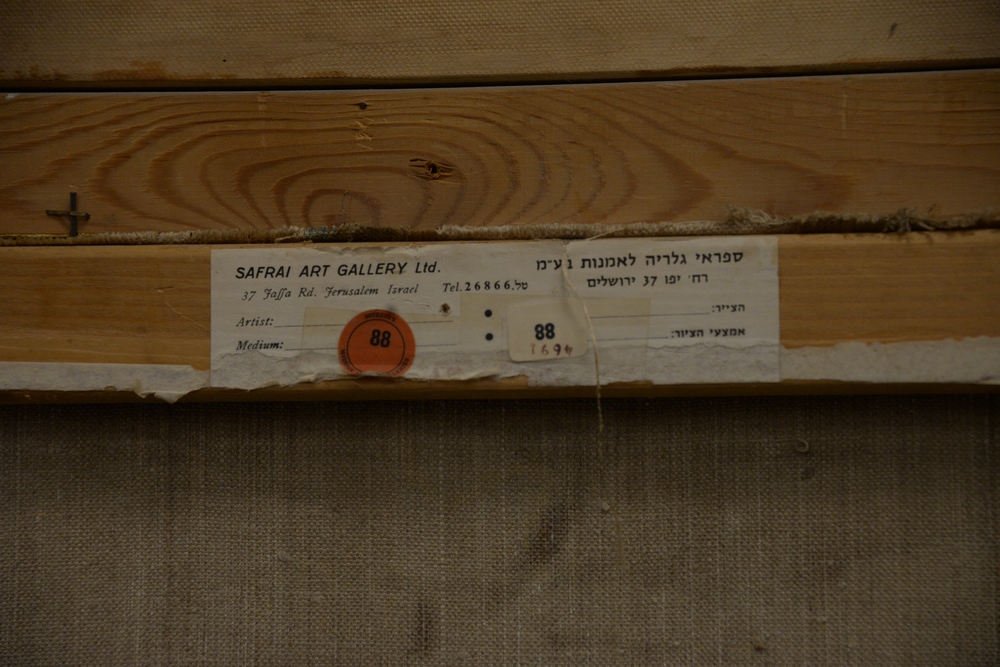 SAFRAI ART GALLERY Ltd.
37 Jaffa Rd. Jerusalem Israel
Tel. 26866 טל.
ספראי גלריה לאמנות בע״מ
רח׳ יפו 37 ירושלים
Artist:
הצייר:
Medium:
אמצעי הציור:
88
88